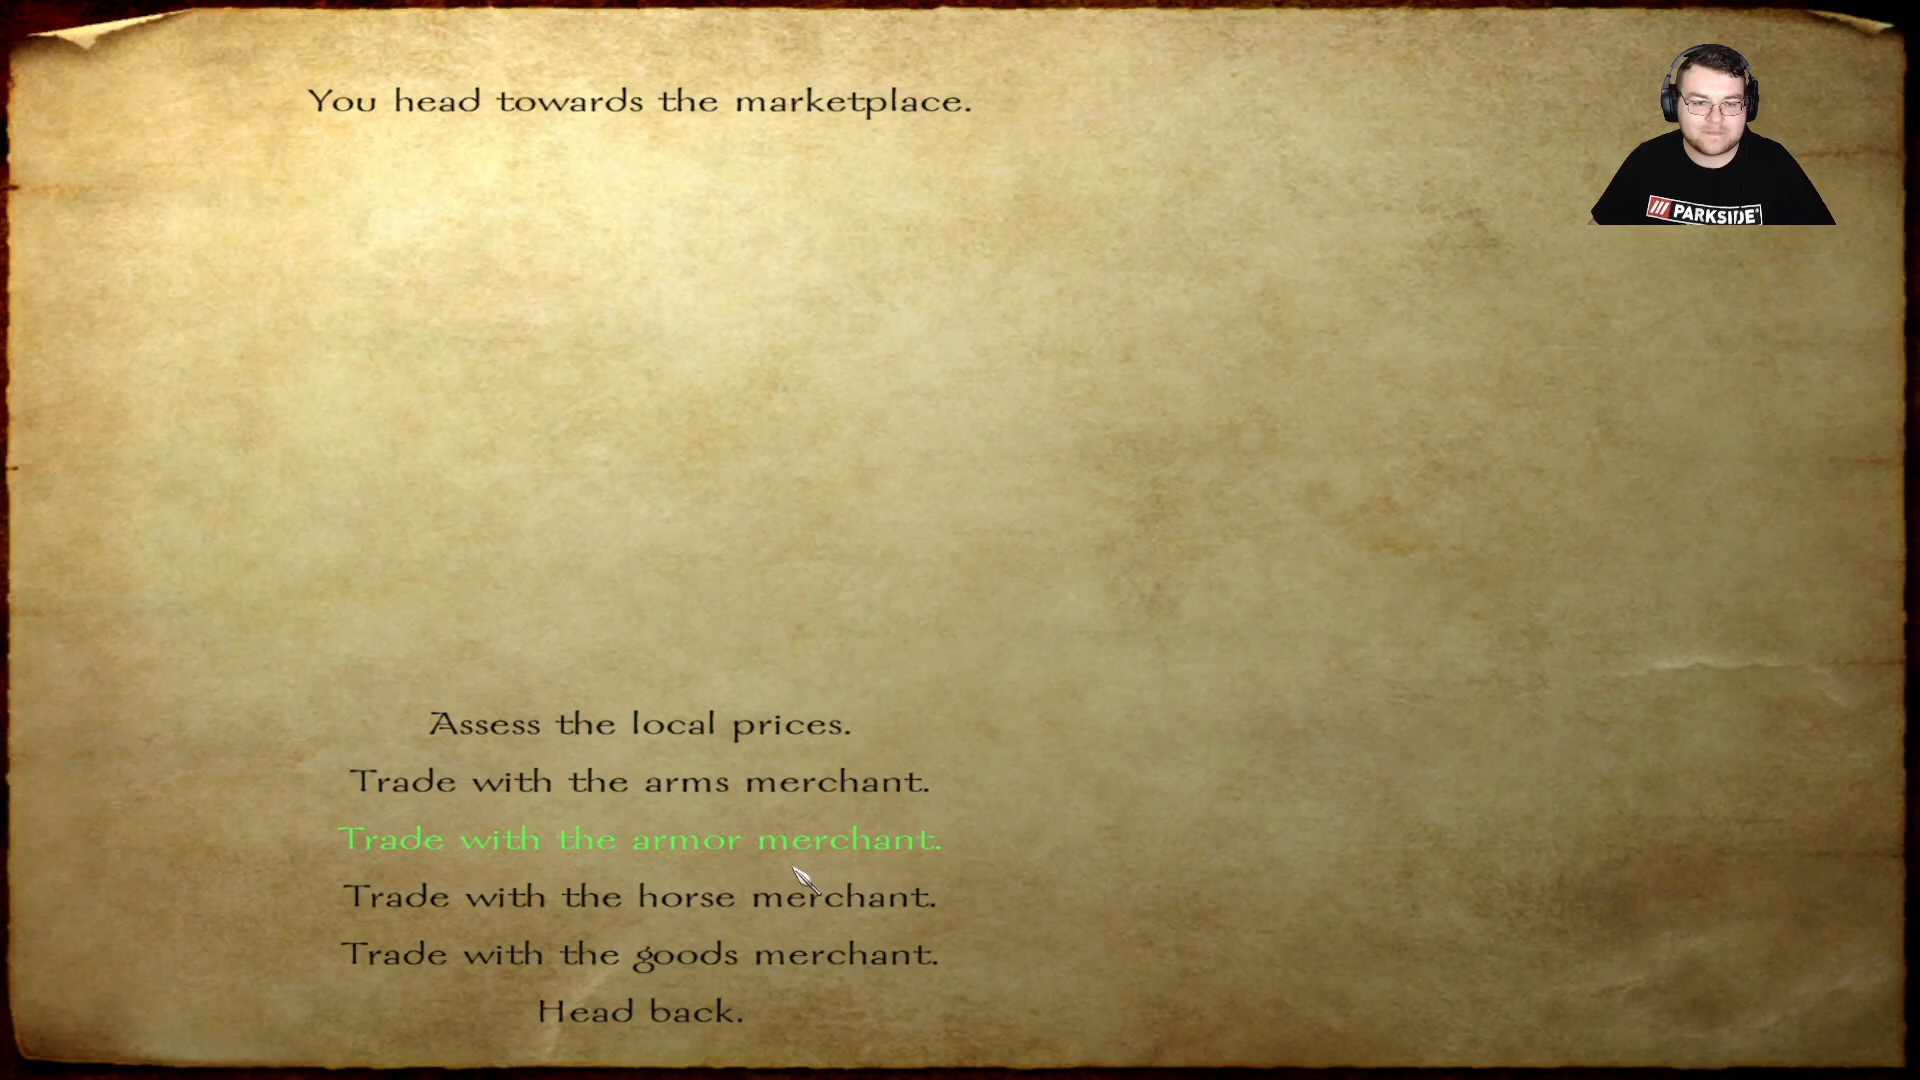 You head towards the marketplace.
PARKSIDE
Assess the local prices.
Trade with the arms merchant.
Trade with the armor merchant.
Trade with the horse merchant.
Trade with the goods merchant.
Head back.